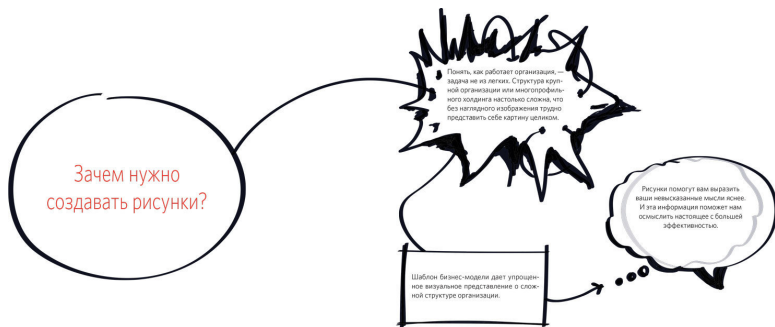 Зачем нужно
создавать рисунки?
Понять, как работает организация, —
задача не из легких. Структура круп-
ной организации или многопрофиль-
ного холдинга настолько сложна, что
без наглядного изображения трудно
представить себе картину целиком.
Шаблон бизнес-модели дает упрощен-
ное визуальное представление о слож-
ной структуре организации.
Рисунки помогут вам выразить
ваши невысказанные мысли яснее.
И эта информация поможет нам
осмыслить настоящее с большей
эффективностью.